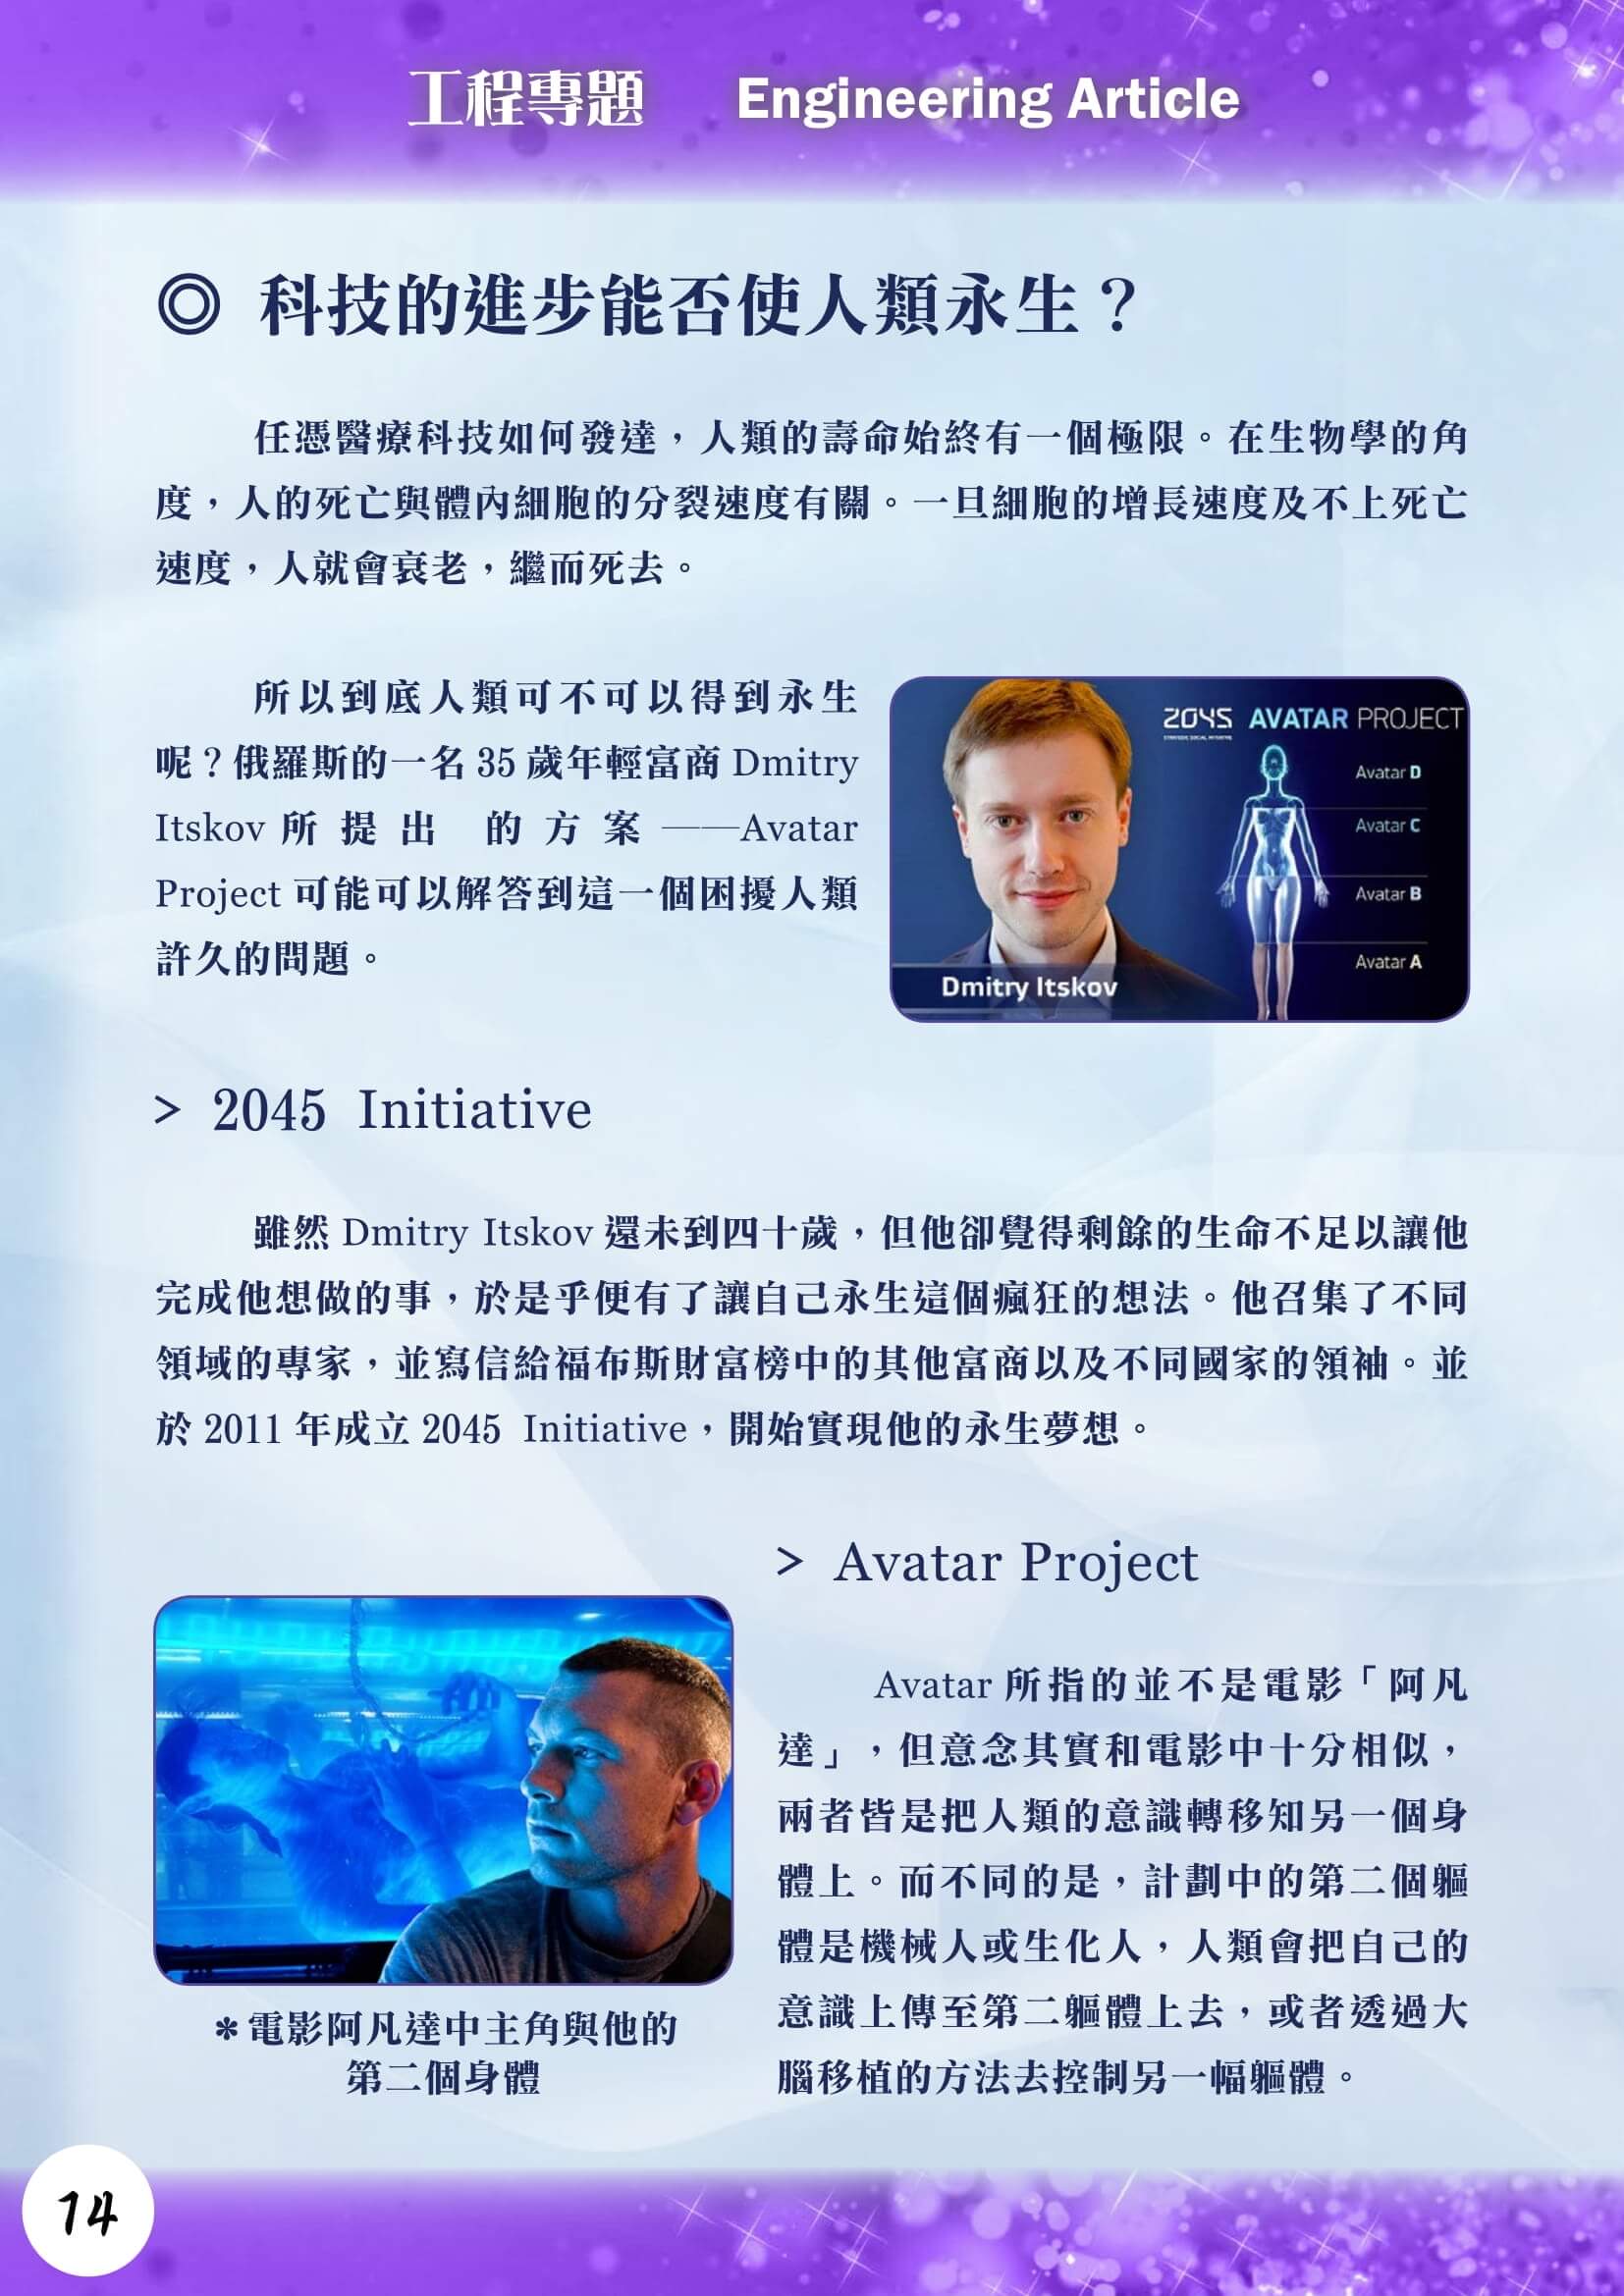 工程專題 Engineering Article
◎ 科技的進步能否使人類永生？
任憑醫療科技如何發達，人類的壽命始終有一個極限。在生物學的角
度，人的死亡與體內細胞的分裂速度有關。一旦細胞的增長速度及不上死亡
速度，人就會衰老，繼而死去。
所以到底人類可不可以得到永生
呢？俄羅斯的一名 35 歲年輕富商 Dmitry
Itskov 所提出 的方案——Avatar
Project 可能可以解答到這一個困擾人類
許久的問題。
2045 AVATAR PROJECT
STRATEGIC SOCIAL INITIATIVE
Avatar D
Avatar C
Avatar B
Avatar A
Dmitry Itskov
> 2045 Initiative
雖然 Dmitry Itskov 還未到四十歲，但他卻覺得剩餘的生命不足以讓他
完成他想做的事，於是乎便有了讓自己永生這個瘋狂的想法。他召集了不同
領域的專家，並寫信給福布斯財富榜中的其他富商以及不同國家的領袖。並
於 2011 年成立 2045 Initiative，開始實現他的永生夢想。
> Avatar Project
Avatar 所指的並不是電影「阿凡
達」，但意念其實和電影中十分相似，
兩者皆是把人類的意識轉移知另一個身
體上。而不同的是，計劃中的第二個軀
體是機械人或生化人，人類會把自己的
意識上傳至第二軀體上去，或者透過大
腦移植的方法去控制另一幅軀體。
＊電影阿凡達中主角與他的
第二個身體
14